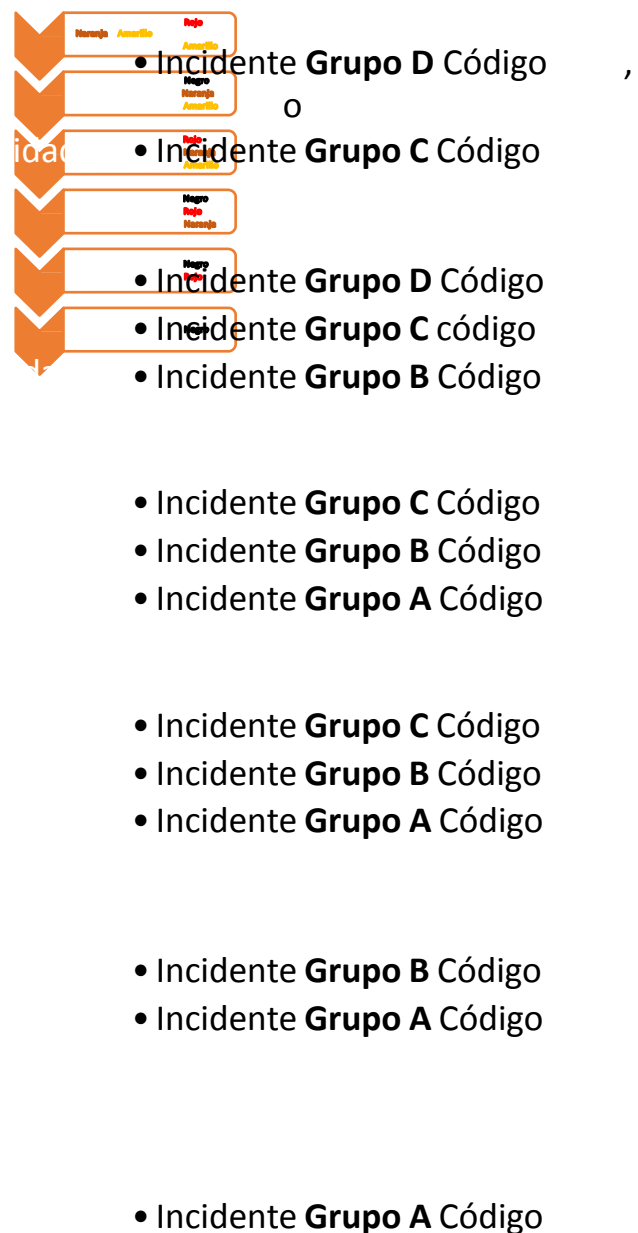 Rojo
Naranja Amarillo
Amarillo
• Incidente Grupo D Código ,
Negro
Naranja
Amarillo
o
Rojo
Naranja
Amarillo
idad
• Incidente Grupo C Código
Negro
Rojo
Naranja
Negro
Rojo
• Incidente Grupo D Código
Negro
• Incidente Grupo C código
• Incidente Grupo B Código
• Incidente Grupo C Código
• Incidente Grupo B Código
• Incidente Grupo A Código
• Incidente Grupo C Código
• Incidente Grupo B Código
• Incidente Grupo A Código
• Incidente Grupo B Código
• Incidente Grupo A Código
• Incidente Grupo A Código